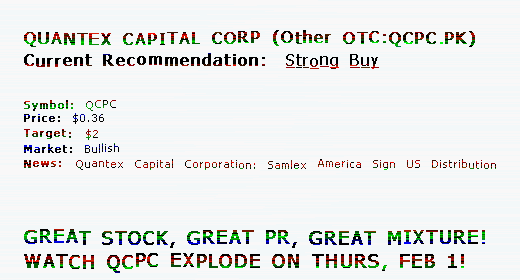 QUANTEX CAPITAL CORP (Other OTC:QCPC.PK)
Current Recommendation: Strong Buy
Symbol: QCPC
Price: $0.36
Target: $2
Market: Bullish
News: Quantex Capital Corporation: Samlex America Sign US Distribution
GREAT STOCK, GREAT PR, GREAT MIXTURE!
WATCH QCPC EXPLODE ON THURS, FEB 1!